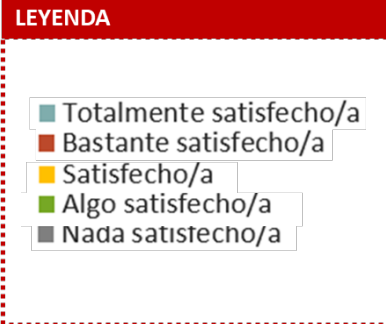 LEYENDA
Totalmente satisfecho/a
Bastante satisfecho/a
Satisfecho/a
Algo satisfecho/a
Nada satisfecho/a